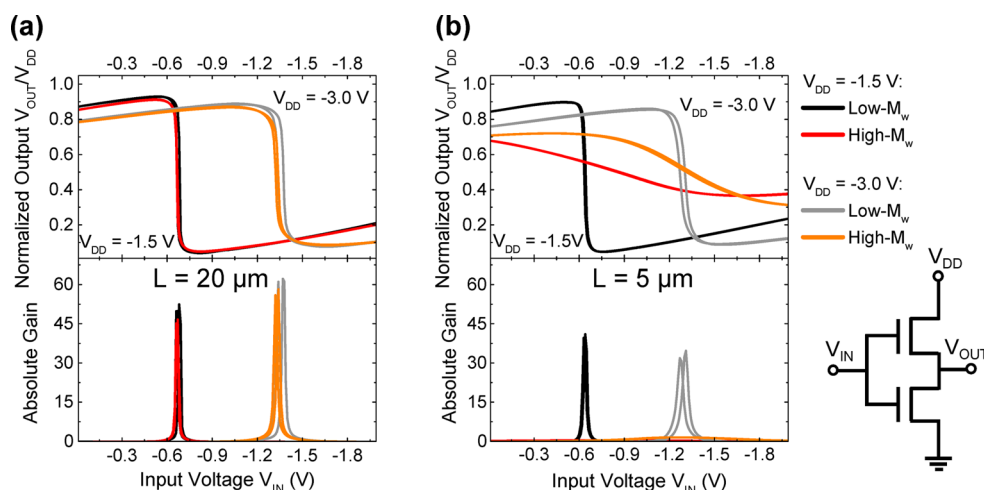 (a)
-0.3 -0.6 -0.9 -1.2 -1.5 -1.8
Normalized Output V_OUT/V_DD
1.0
0.8
0.6
0.4
0.2
V_DD = -3.0 V
V_DD = -1.5 V
L = 20 µm
Absolute Gain
60
45
30
15
0
-0.3 -0.6 -0.9 -1.2 -1.5 -1.8
Input Voltage V_IN (V)
(b)
-0.3 -0.6 -0.9 -1.2 -1.5 -1.8
Normalized Output V_OUT/V_DD
1.0
0.8
0.6
0.4
0.2
V_DD = -3.0 V
V_DD = -1.5V
L = 5 µm
Absolute Gain
60
45
30
15
0
-0.3 -0.6 -0.9 -1.2 -1.5 -1.8
Input Voltage V_IN (V)
V_DD = -1.5 V:
Low-M_w
High-M_w
V_DD = -3.0 V:
Low-M_w
High-M_w
V_DD
V_IN
V_OUT